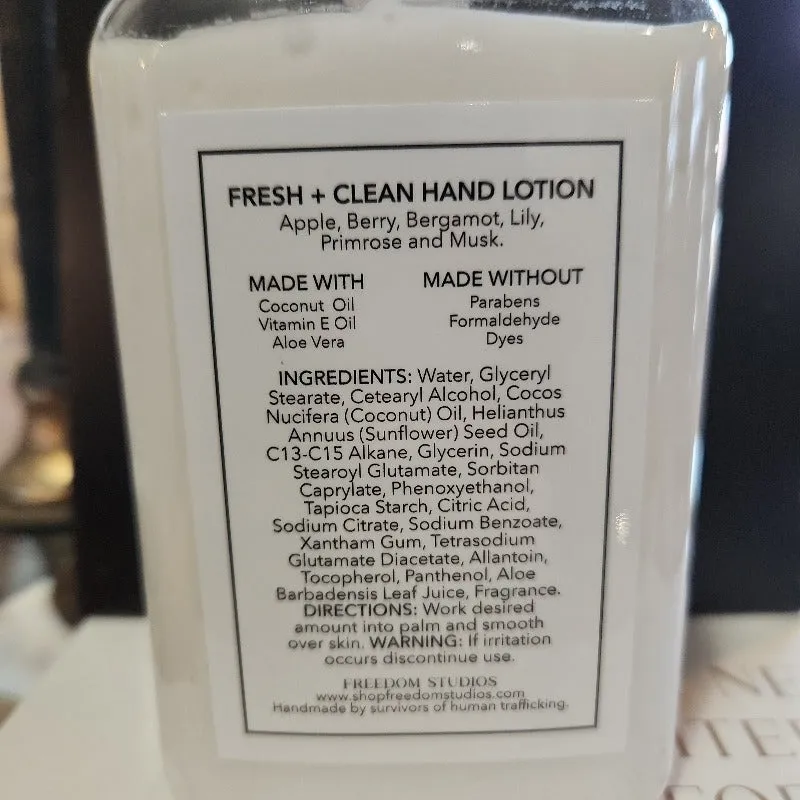 FRESH + CLEAN HAND LOTION
Apple, Berry, Bergamot, Lily,
Primrose and Musk.
MADE WITH
Coconut Oil
Vitamin E Oil
Aloe Vera
MADE WITHOUT
Parabens
Formaldehyde
Dyes
INGREDIENTS: Water, Glyceryl
Stearate, Cetearyl Alcohol, Cocos
Nucifera (Coconut) Oil, Helianthus
Annuus (Sunflower) Seed Oil,
C13-C15 Alkane, Glycerin, Sodium
Stearoyl Glutamate, Sorbitan
Caprylate, Phenoxyethanol,
Tapioca Starch, Citric Acid,
Sodium Citrate, Sodium Benzoate,
Xantham Gum, Tetrasodium
Glutamate Diacetate, Allantoin,
Tocopherol, Panthenol, Aloe
Barbadensis Leaf Juice, Fragrance.
DIRECTIONS: Work desired
amount into palm and smooth
over skin. WARNING: If irritation
occurs discontinue use.
FREEDOM STUDIOS
www.shopfreedomstudios.com
Handmade by survivors of human trafficking.